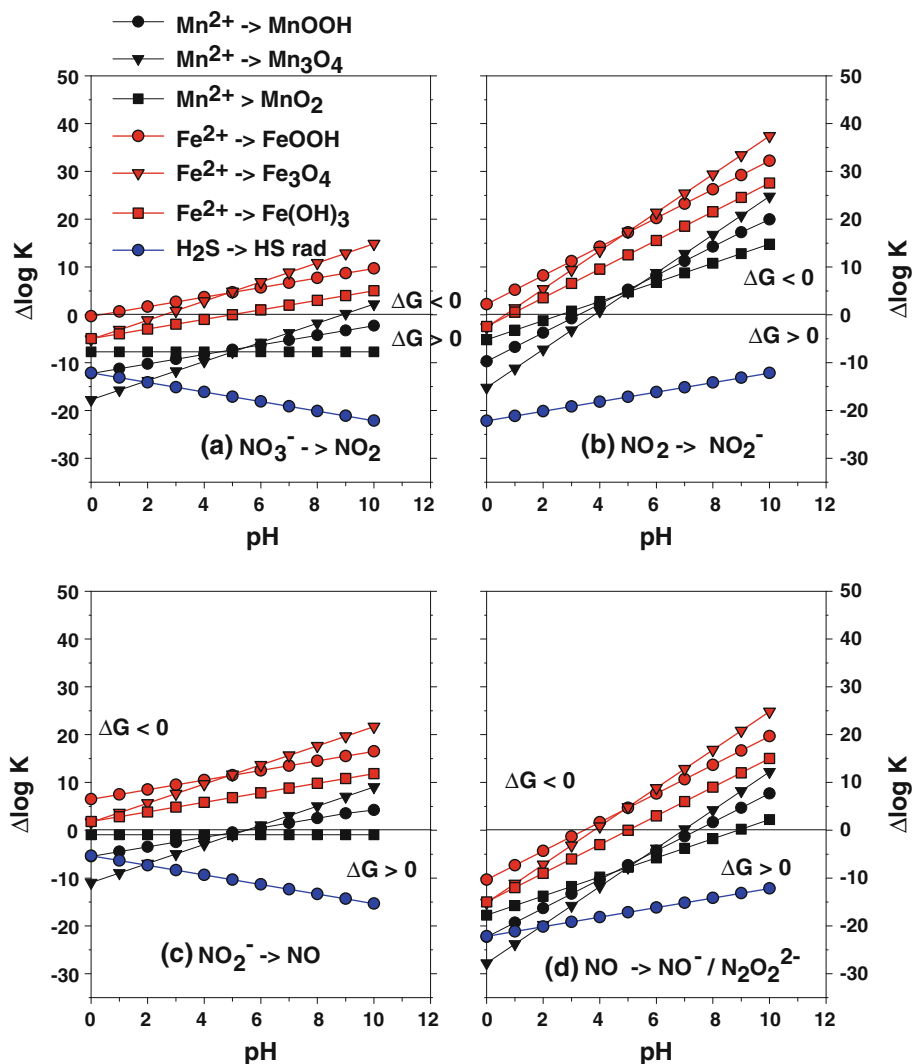 Mn2+ -> MnOOH
Mn2+ -> Mn3O4
Mn2+ > MnO2
Fe2+ -> FeOOH
Fe2+ -> Fe3O4
Fe2+ -> Fe(OH)3
H2S -> HS rad
50
40
30
20
10
0
-10
-20
-30
Δlog K
ΔG < 0
ΔG > 0
(a) NO3- -> NO2
0 2 4 6 8 10 12
pH
50
40
30
20
10
0
-10
-20
-30
Δlog K
ΔG < 0
ΔG > 0
(b) NO2 -> NO2-
0 2 4 6 8 10 12
pH
50
40
30
20
10
0
-10
-20
-30
Δlog K
ΔG < 0
ΔG > 0
(c) NO2- -> NO
0 2 4 6 8 10 12
pH
50
40
30
20
10
0
-10
-20
-30
Δlog K
ΔG < 0
ΔG > 0
(d) NO -> NO- / N2O22-
0 2 4 6 8 10 12
pH